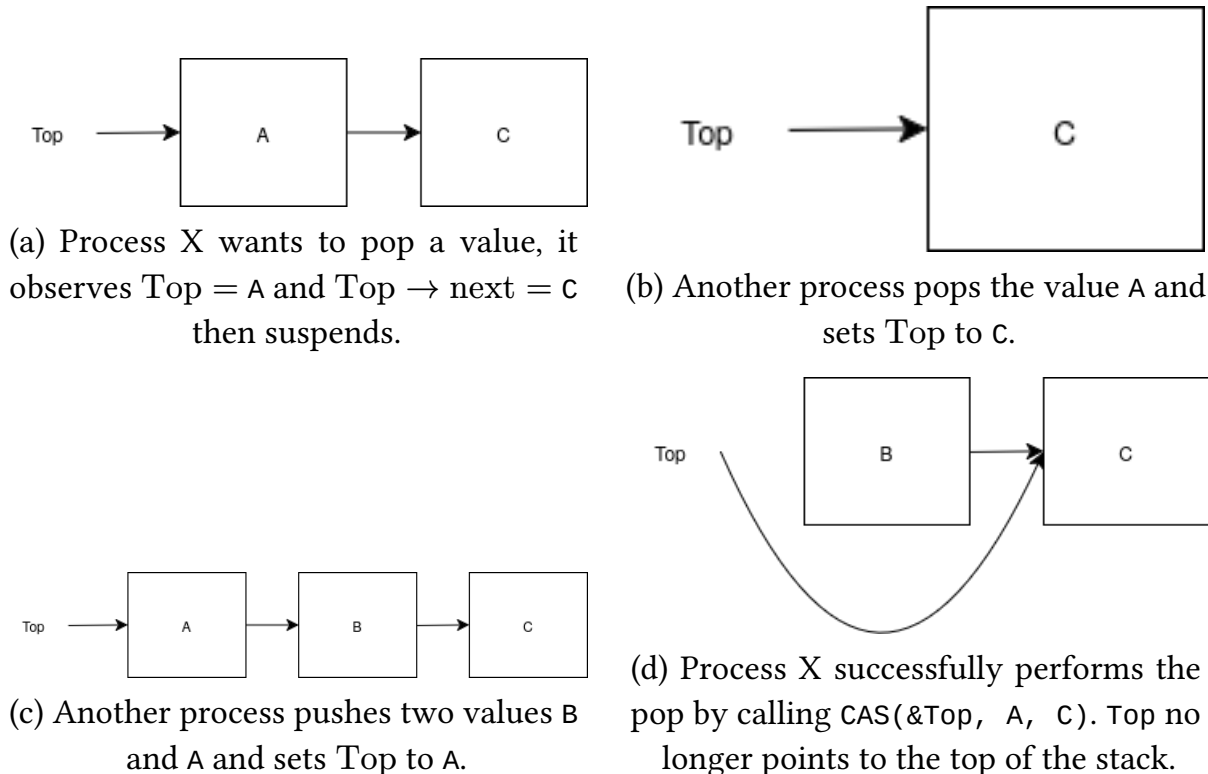 Top
A
C
(a) Process X wants to pop a value, it
observes Top = A and Top → next = C
then suspends.
Top
C
(b) Another process pops the value A and
sets Top to C.
Top
A
B
C
(c) Another process pushes two values B
and A and sets Top to A.
Top
B
C
(d) Process X successfully performs the
pop by calling CAS(&Top, A, C). Top no
longer points to the top of the stack.